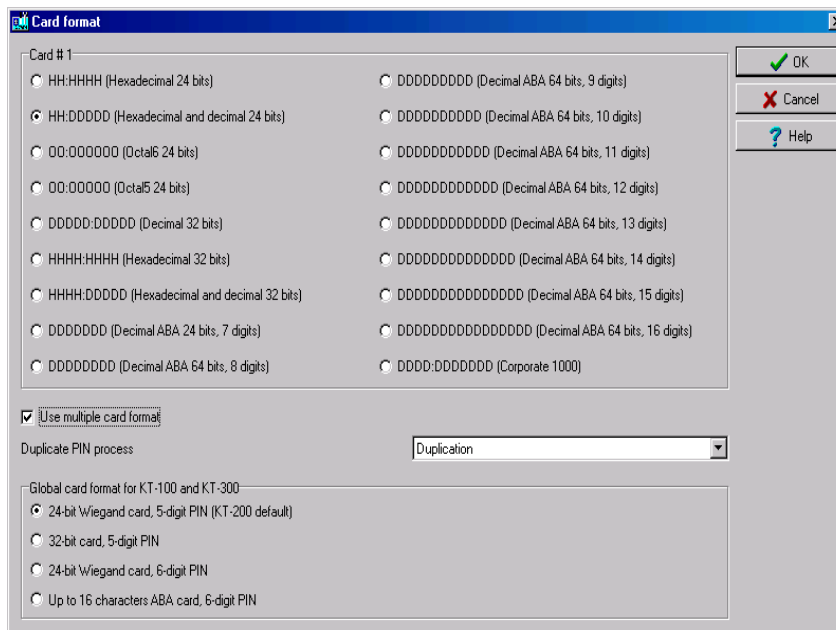 Card format
Card # 1
HH:HHHH (Hexadecimal 24 bits)
HH:DDDDD (Hexadecimal and decimal 24 bits)
OO:OOOOOO (Octal6 24 bits)
OO:OOOOO (Octal5 24 bits)
DDDDD:DDDDD (Decimal 32 bits)
HHHH:HHHH (Hexadecimal 32 bits)
HHHH:DDDDD (Hexadecimal and decimal 32 bits)
DDDDDDD (Decimal ABA 24 bits, 7 digits)
DDDDDDDD (Decimal ABA 64 bits, 8 digits)
DDDDDDDDD (Decimal ABA 64 bits, 9 digits)
DDDDDDDDDD (Decimal ABA 64 bits, 10 digits)
DDDDDDDDDDD (Decimal ABA 64 bits, 11 digits)
DDDDDDDDDDDD (Decimal ABA 64 bits, 12 digits)
DDDDDDDDDDDDD (Decimal ABA 64 bits, 13 digits)
DDDDDDDDDDDDDD (Decimal ABA 64 bits, 14 digits)
DDDDDDDDDDDDDDD (Decimal ABA 64 bits, 15 digits)
DDDDDDDDDDDDDDDD (Decimal ABA 64 bits, 16 digits)
DDDD:DDDDDDD (Corporate 1000)
OK
Cancel
Help
Use multiple card format
Duplicate PIN process
Duplication
Global card format for KT-100 and KT-300
24-bit Wiegand card, 5-digit PIN (KT-200 default)
32-bit card, 5-digit PIN
24-bit Wiegand card, 6-digit PIN
Up to 16 characters ABA card, 6-digit PIN